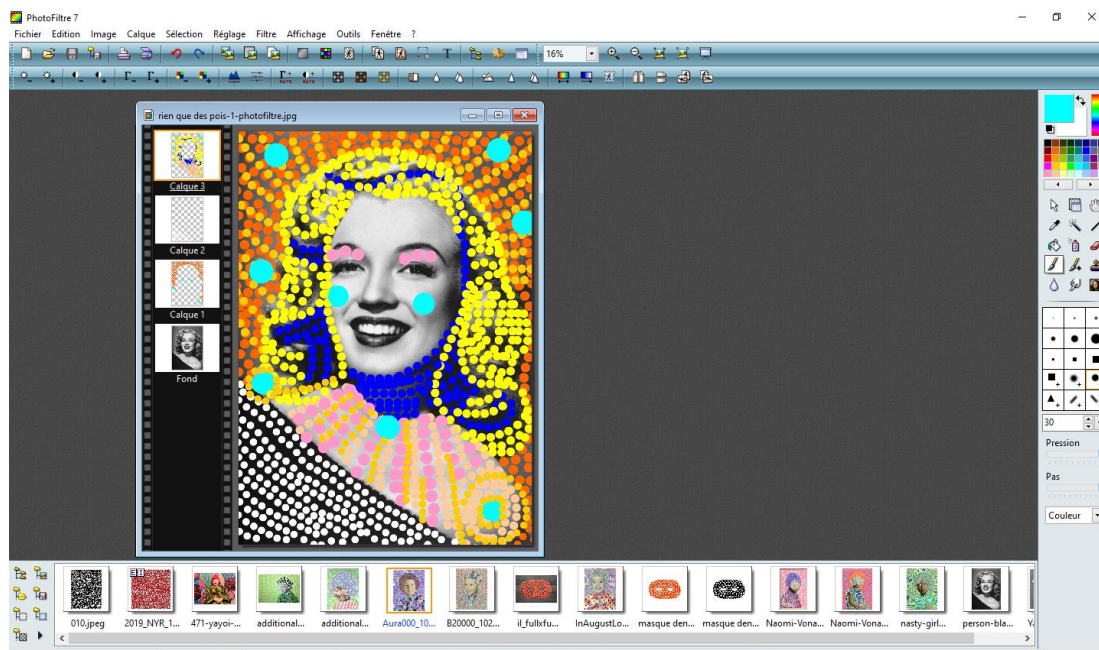 PhotoFiltre 7
Fichier Edition Image Calque Sélection Réglage Filtre Affichage Outils Fenêtre ?
16%
rien que des pois-1-photofiltre.jpg
Calque 3
Calque 2
Calque 1
Fond
30
Pression
Pas
Couleur
010.jpeg 2019_NYR_1... 471-yayoi-... additional... additional... Aura000_10... B20000_102... il_fullxfu... InAugustLo... masque den... masque den... Naomi-Vona... Naomi-Vona... nasty-girl... person-bla...